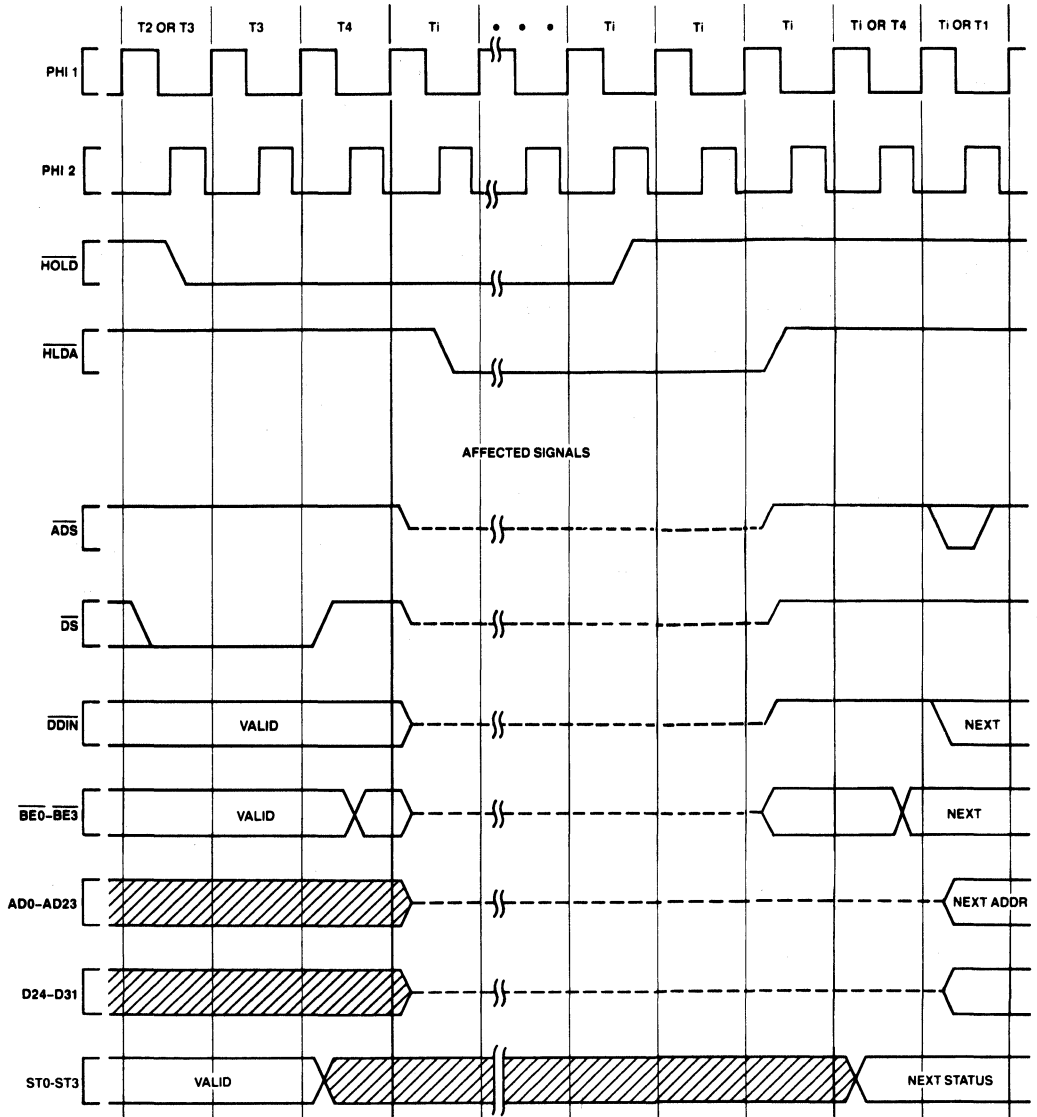 T2 OR T3 T3 T4 Ti • • • Ti Ti Ti Ti OR T4 Ti OR T1
PHI 1
PHI 2
HOLD
HLDA
AFFECTED SIGNALS
ADS
DS
DDIN VALID NEXT
BE0–BE3 VALID NEXT
AD0–AD23 NEXT ADDR
D24–D31
ST0-ST3 VALID NEXT STATUS